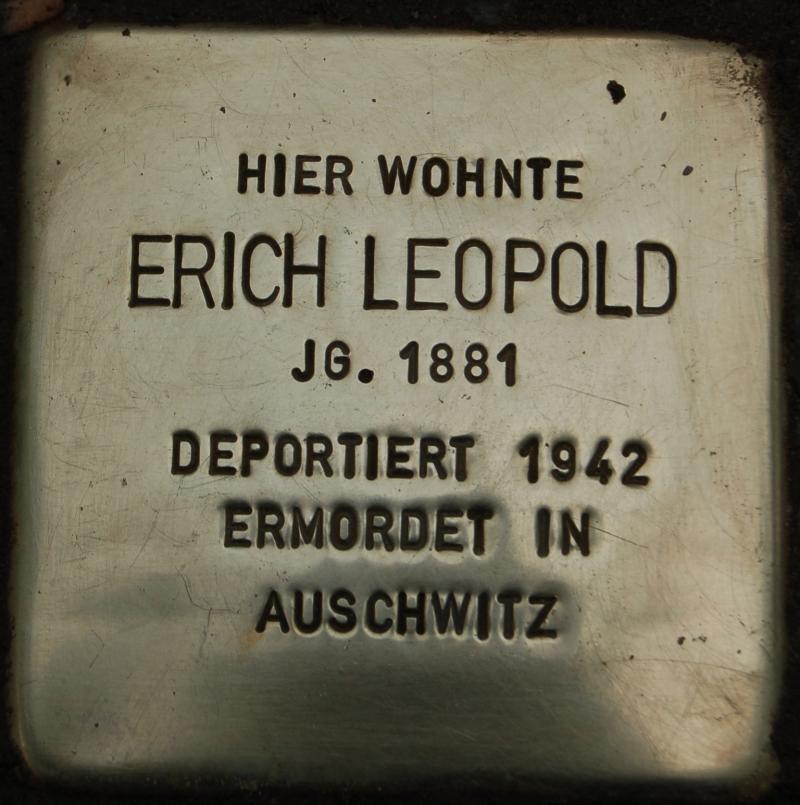 HIER WOHNTE
ERICH LEOPOLD
JG. 1881
DEPORTIERT 1942
ERMORDET IN
AUSCHWITZ